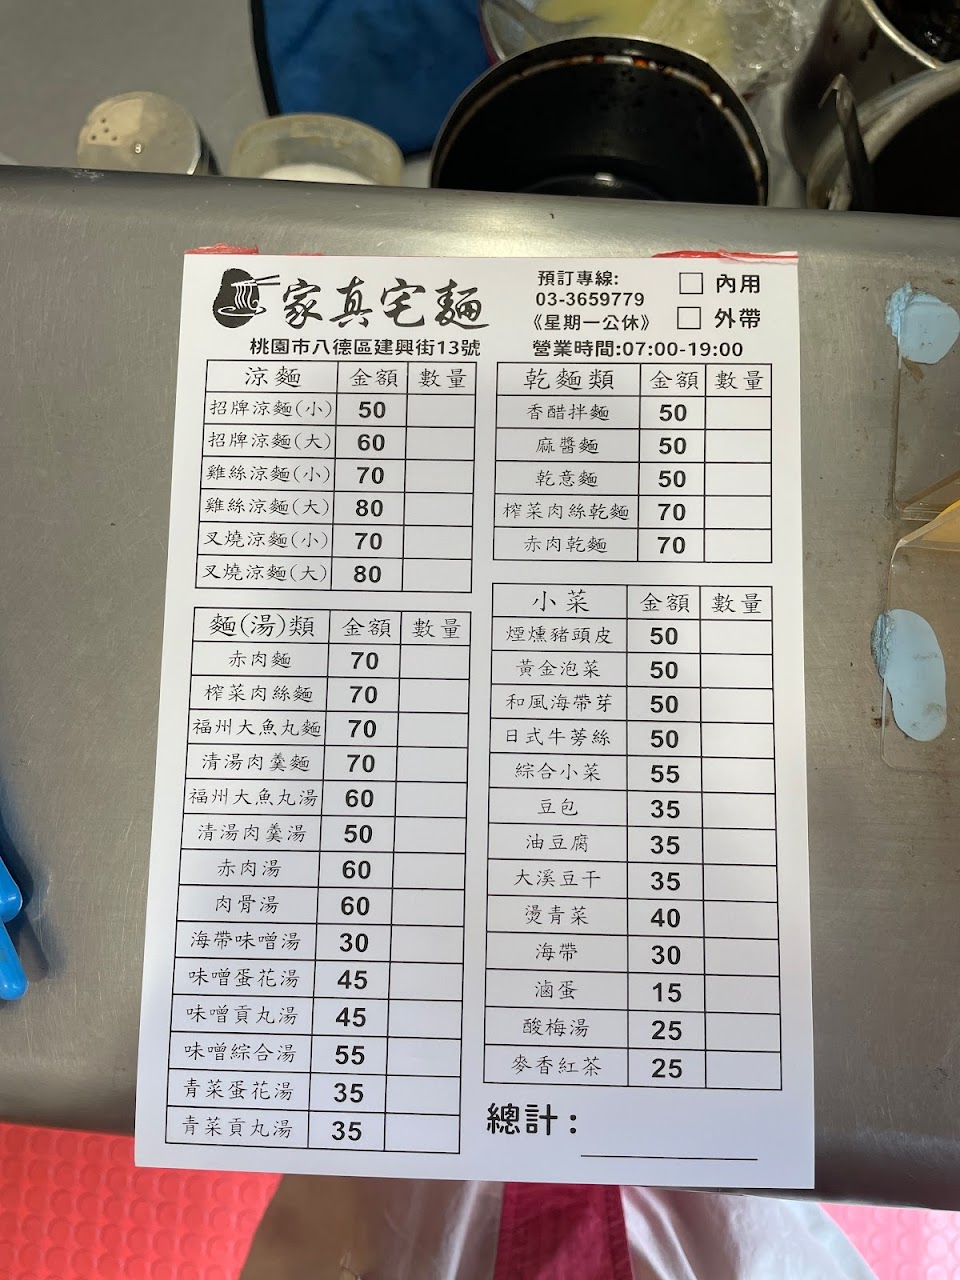 家真宅麵
預訂專線:
03-3659779
《星期一公休》
□ 內用
□ 外帶
桃園市八德區建興街13號
營業時間:07:00-19:00
涼麵 金額 數量
招牌涼麵(小) 50
招牌涼麵(大) 60
雞絲涼麵(小) 70
雞絲涼麵(大) 80
叉燒涼麵(小) 70
叉燒涼麵(大) 80
麵(湯)類 金額 數量
赤肉麵 70
榨菜肉絲麵 70
福州大魚丸麵 70
清湯肉羹麵 70
福州大魚丸湯 60
清湯肉羹湯 50
赤肉湯 60
肉骨湯 60
海帶味噌湯 30
味噌蛋花湯 45
味噌貢丸湯 45
味噌綜合湯 55
青菜蛋花湯 35
青菜貢丸湯 35
乾麵類 金額 數量
香醋拌麵 50
麻醬麵 50
乾意麵 50
榨菜肉絲乾麵 70
赤肉乾麵 70
小菜 金額 數量
煙燻豬頭皮 50
黃金泡菜 50
和風海帶芽 50
日式牛蒡絲 50
綜合小菜 55
豆包 35
油豆腐 35
大溪豆干 35
燙青菜 40
海帶 30
滷蛋 15
酸梅湯 25
麥香紅茶 25
總計: